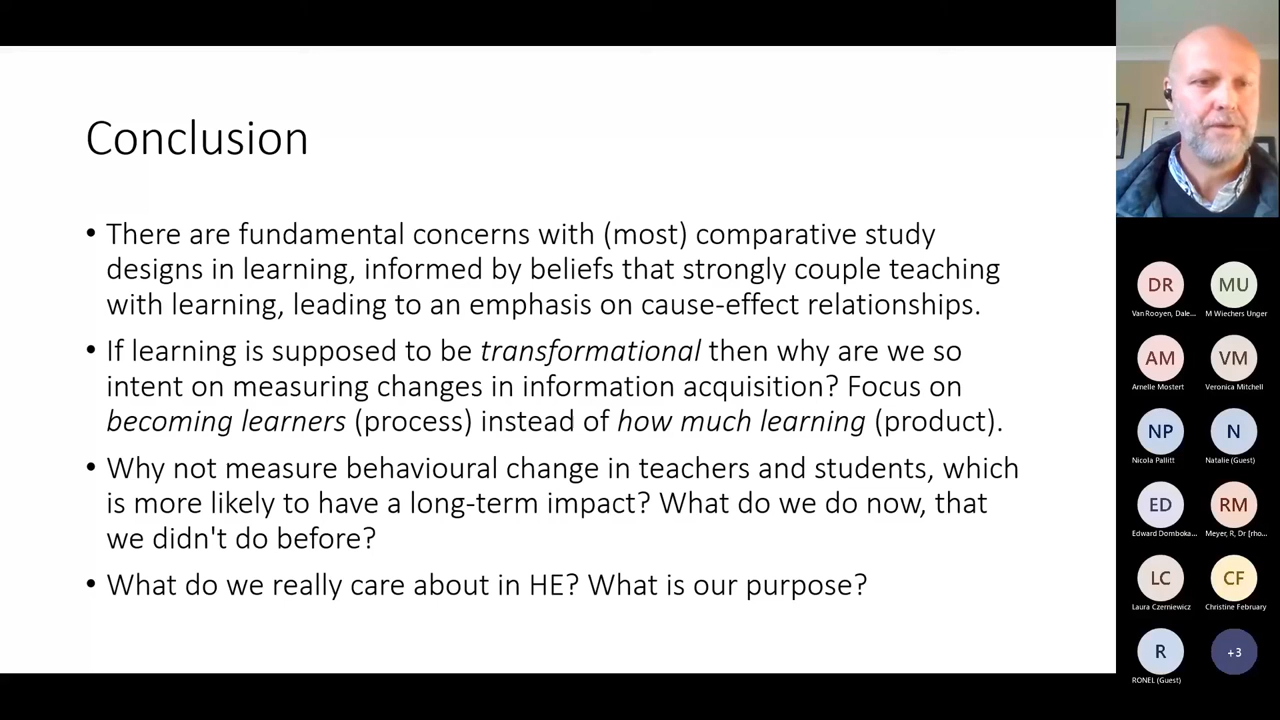 Conclusion
• There are fundamental concerns with (most) comparative study
designs in learning, informed by beliefs that strongly couple teaching
with learning, leading to an emphasis on cause-effect relationships.
• If learning is supposed to be transformational then why are we so
intent on measuring changes in information acquisition? Focus on
becoming learners (process) instead of how much learning (product).
• Why not measure behavioural change in teachers and students, which
is more likely to have a long-term impact? What do we do now, that
we didn't do before?
• What do we really care about in HE? What is our purpose?
DR
MU
Van Rooyen, Dale...
M Wiechers Unger
AM
VM
Arnelle Mostert
Veronica Mitchell
NP
N
Nicola Pallitt
Natalie (Guest)
ED
RM
Edward Domboka...
Meyer, R, Dr [rho...
LC
CF
Laura Czerniewicz
Christine February
R
+3
RONEL (Guest)